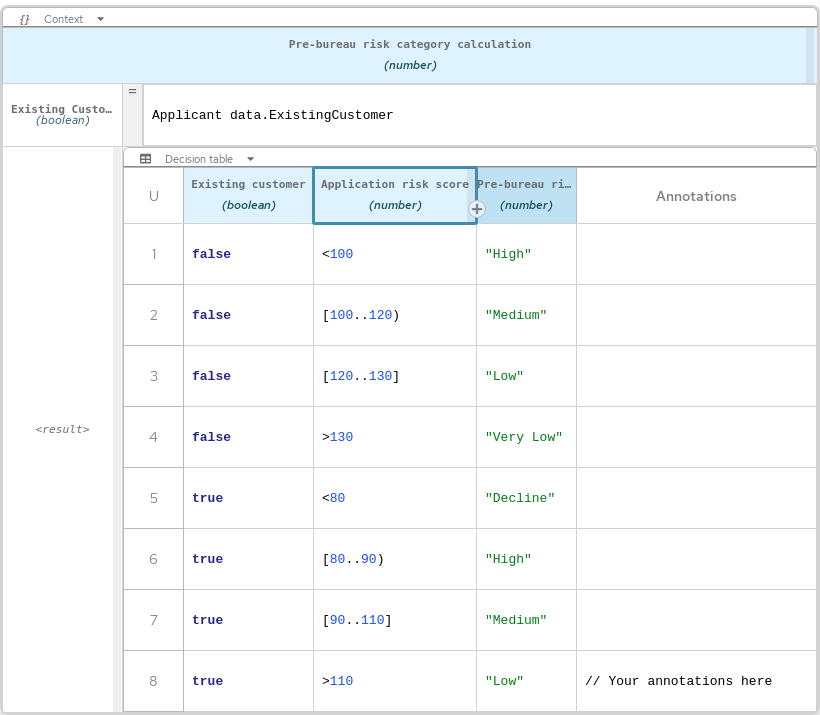 {} Context
Pre-bureau risk category calculation
(number)
Existing Custo…
(boolean)
=
Applicant data.ExistingCustomer
Decision table
U
Existing customer
(boolean)
Application risk score
(number)
Pre-bureau ri…
(number)
Annotations
1 false <100 "High"
2 false [100..120) "Medium"
3 false [120..130] "Low"
4 false >130 "Very Low"
<result>
5 true <80 "Decline"
6 true [80..90) "High"
7 true [90..110] "Medium"
8 true >110 "Low" // Your annotations here